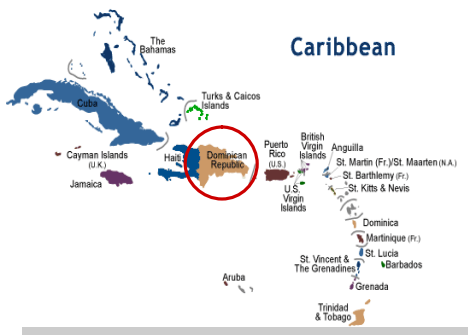 The
Bahamas
Caribbean
Turks & Caicos
Islands
Cuba
Cayman Islands
(U.K.)
Jamaica
Haiti
Dominican
Republic
Puerto
Rico
(U.S.)
British
Virgin
Islands
U.S.
Virgin
Islands
Anguilla
St. Martin (Fr.)/St. Maarten (N.A.)
St. Barthlemy (Fr.)
St. Kitts & Nevis
Dominica
Martinique (Fr.)
St. Lucia
Barbados
St. Vincent &
The Grenadines
Grenada
Aruba
Trinidad
& Tobago